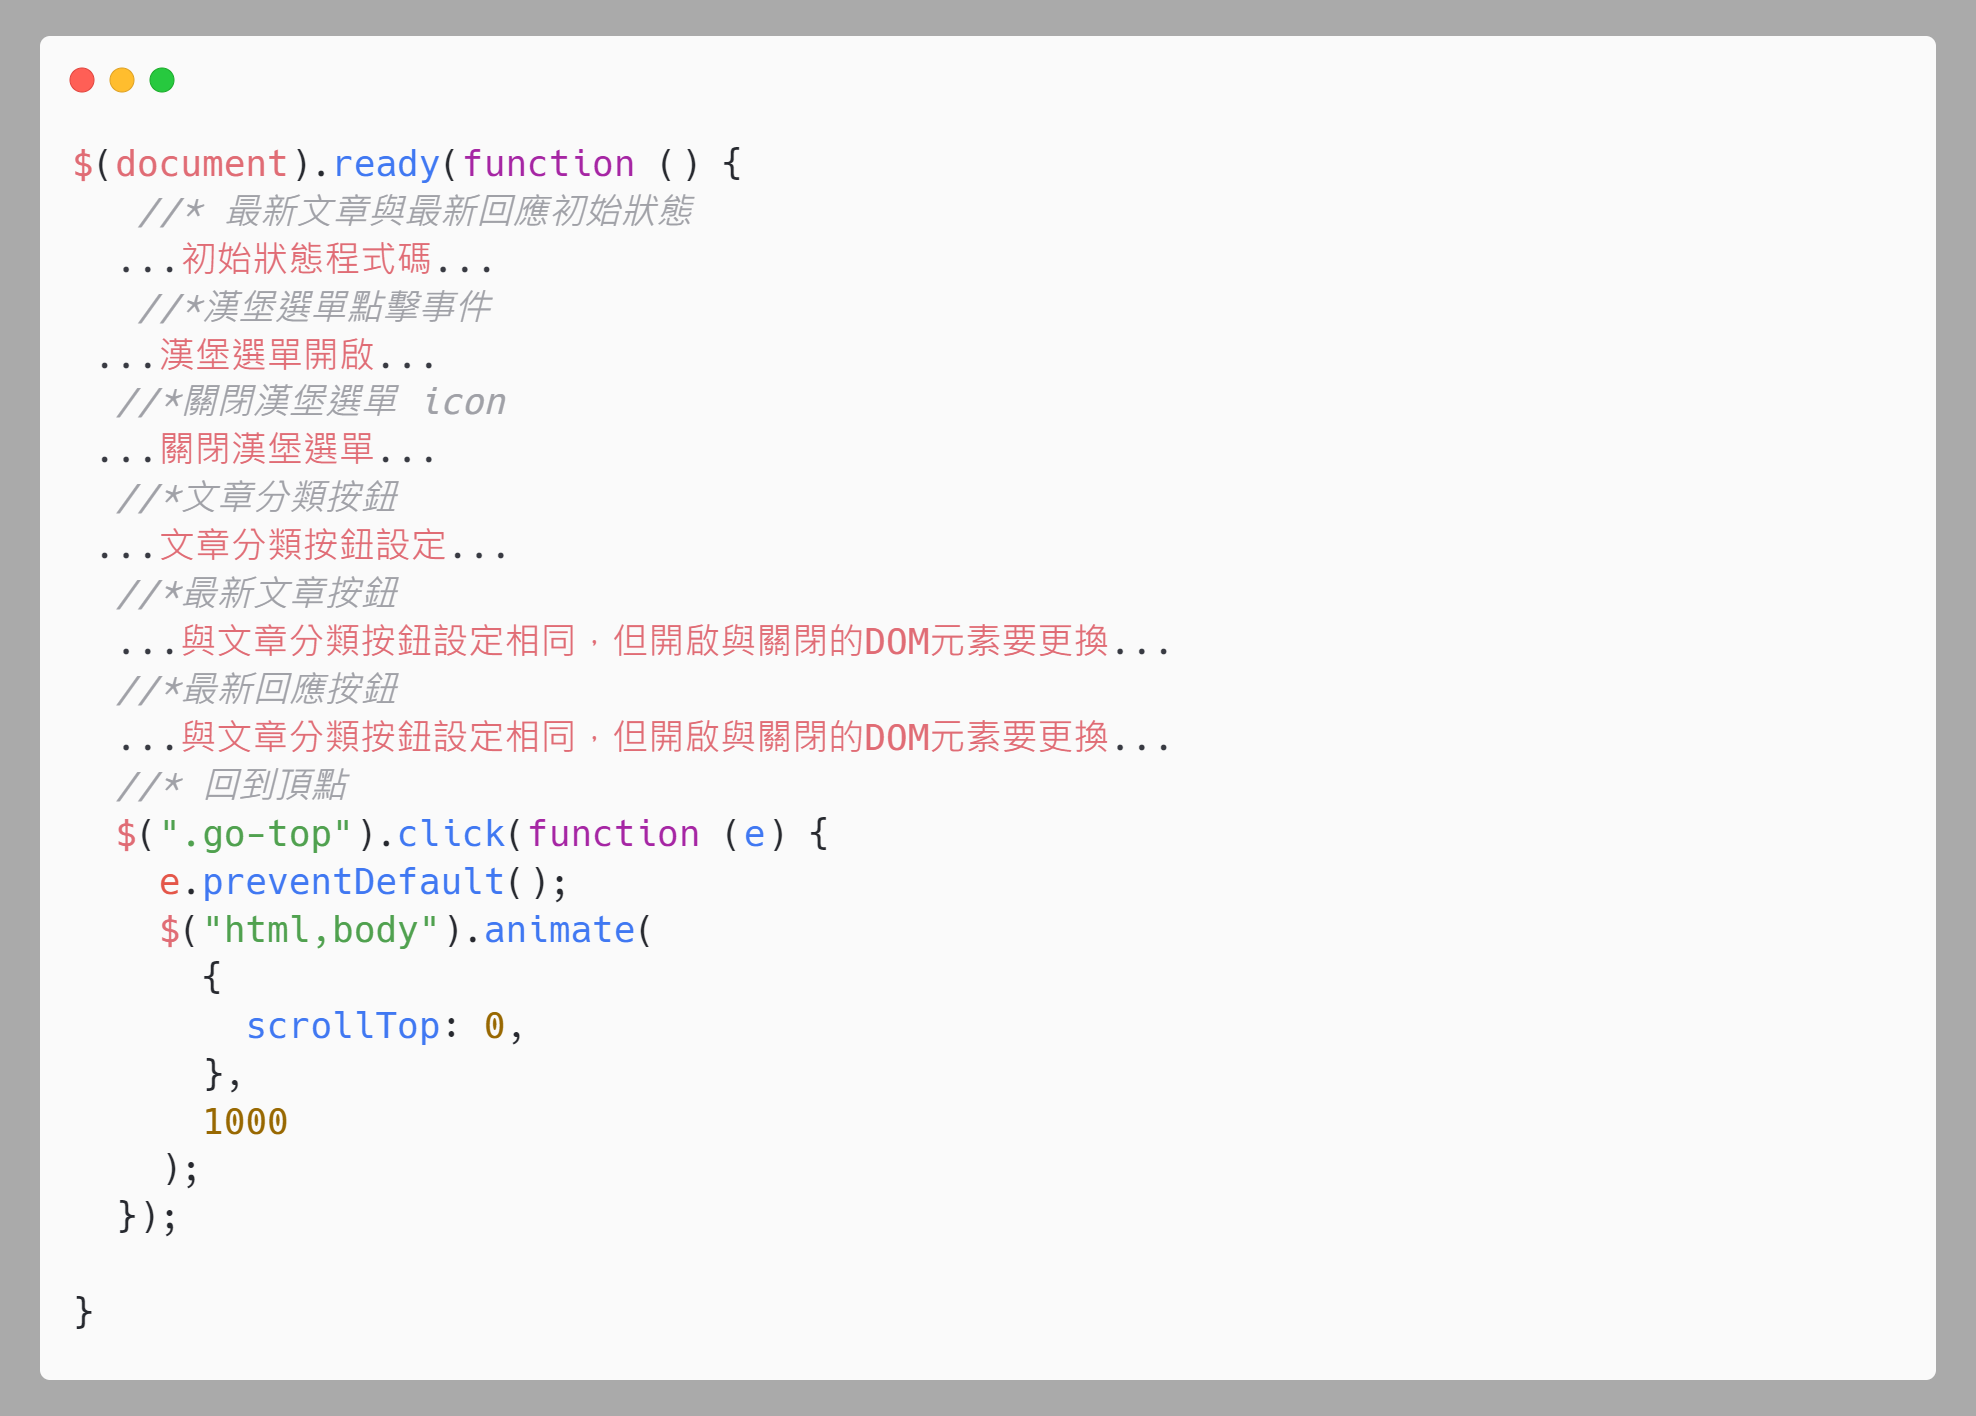 $(document).ready(function () {
//* 最新文章與最新回應初始狀態
...初始狀態程式碼...
//*漢堡選單點擊事件
...漢堡選單開啟...
//*關閉漢堡選單 icon
...關閉漢堡選單...
//*文章分類按鈕
...文章分類按鈕設定...
//*最新文章按鈕
...與文章分類按鈕設定相同，但開啟與關閉的DOM元素要更換...
//*最新回應按鈕
...與文章分類按鈕設定相同，但開啟與關閉的DOM元素要更換...
//* 回到頂點
$(".go-top").click(function (e) {
e.preventDefault();
$("html,body").animate(
{
scrollTop: 0,
},
1000
);
});
}